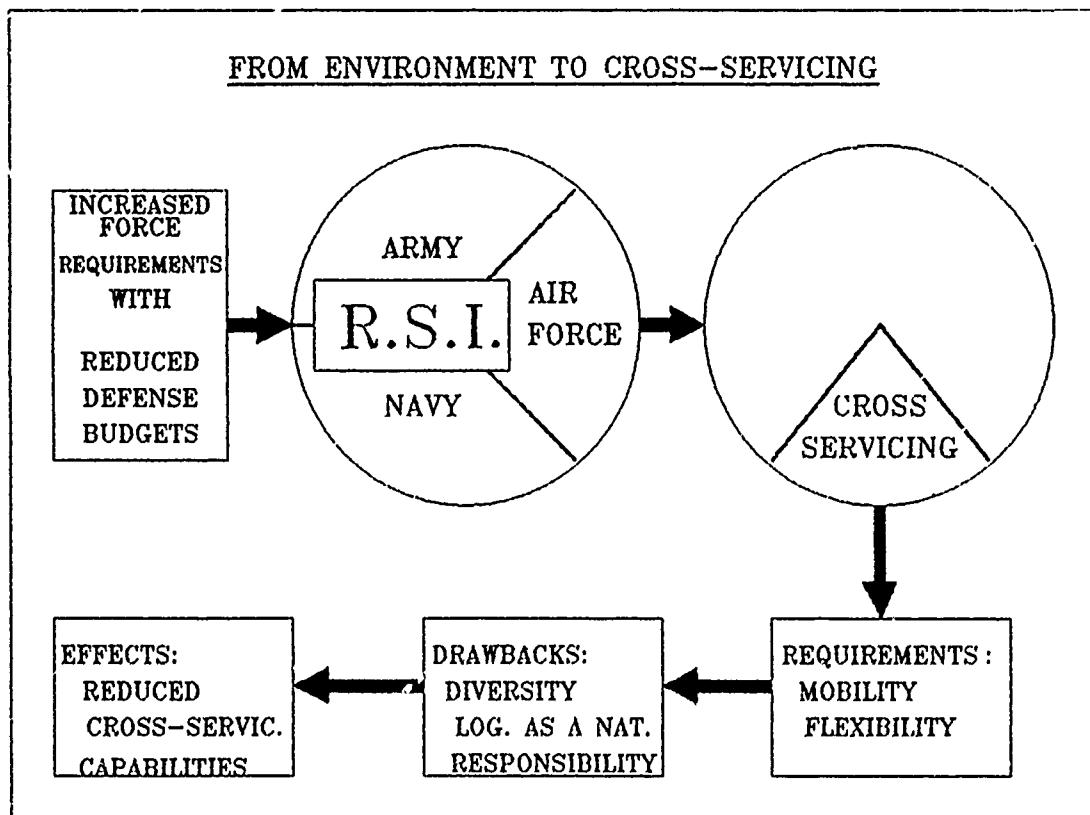 FROM ENVIRONMENT TO CROSS-SERVICING
INCREASED
FORCE
REQUIREMENTS
WITH
REDUCED
DEFENSE
BUDGETS
ARMY
R.S.I.
AIR
FORCE
NAVY
CROSS
SERVICING
REQUIREMENTS:
MOBILITY
FLEXIBILITY
DRAWBACKS:
DIVERSITY
LOG. AS A NAT.
RESPONSIBILITY
EFFECTS:
REDUCED
CROSS-SERVIC.
CAPABILITIES